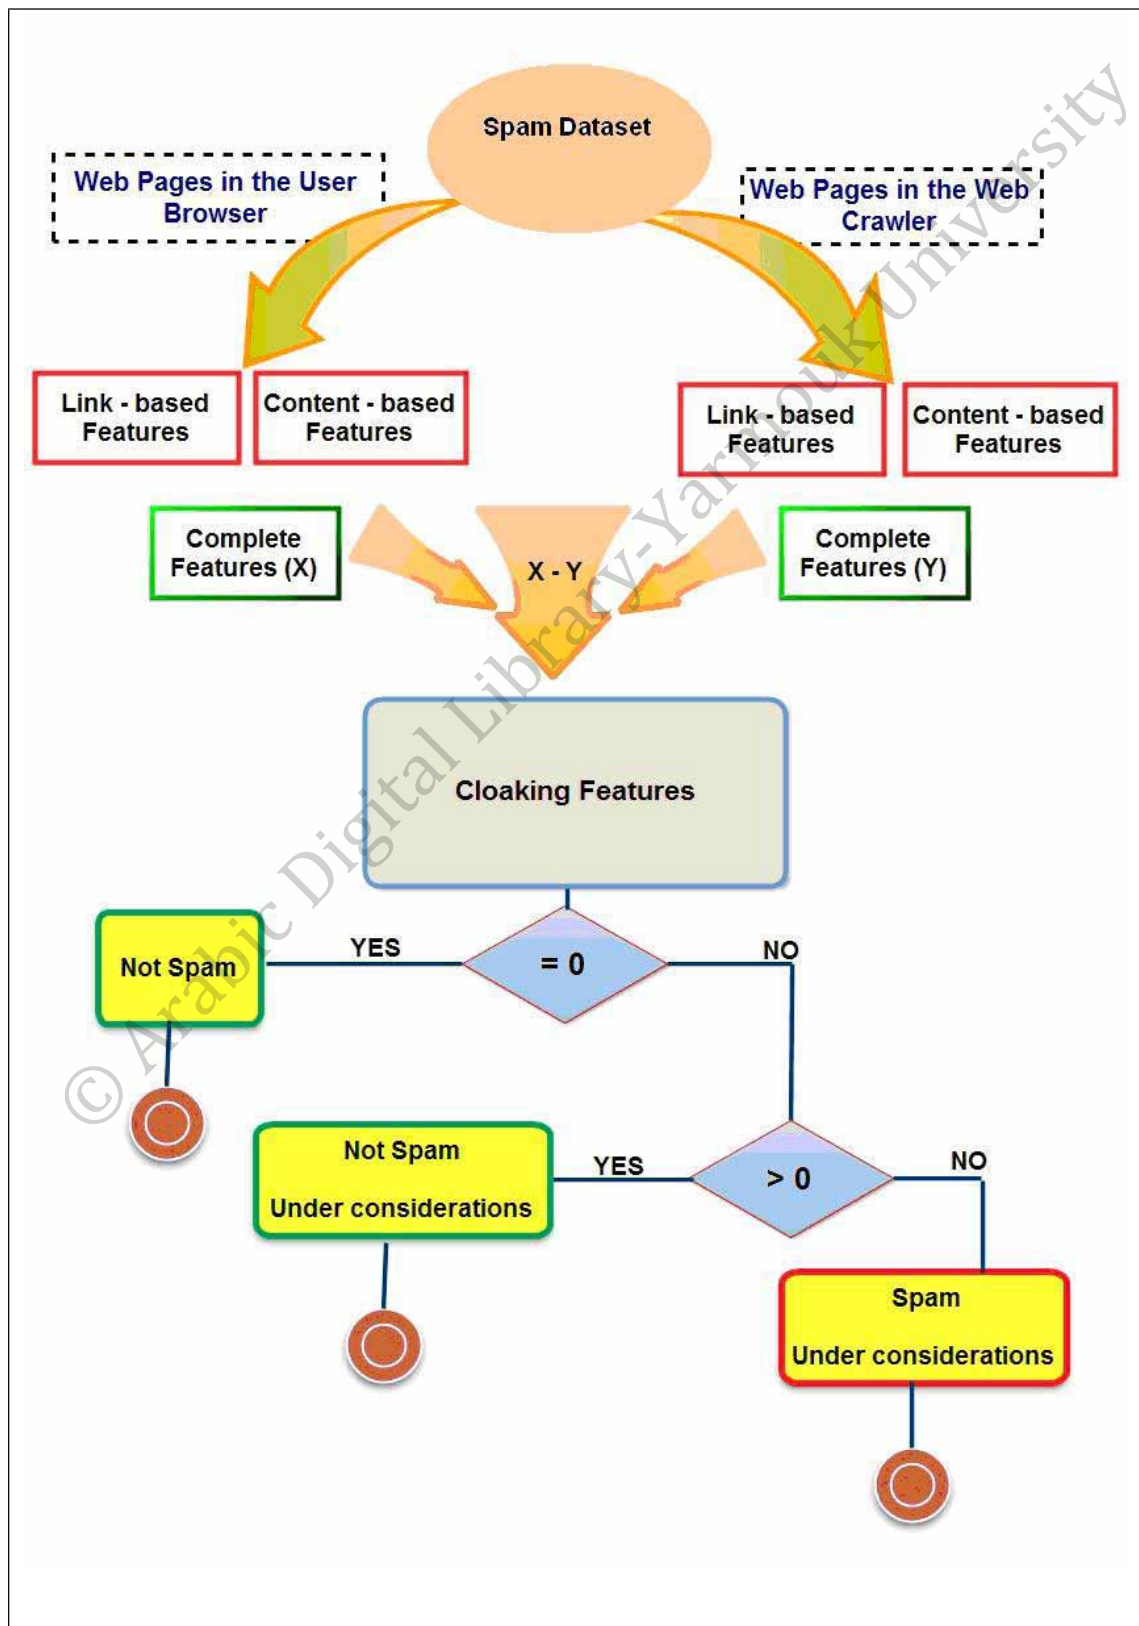 Spam Dataset
Web Pages in the User
Browser
Web Pages in the Web
Crawler
Link - based
Features
Content - based
Features
Link - based
Features
Content - based
Features
Complete
Features (X)
X - Y
Complete
Features (Y)
Cloaking Features
= 0
YES
NO
Not Spam
> 0
YES
NO
Not Spam
Under considerations
Spam
Under considerations
© Arabic Digital Library-Yarmouk University